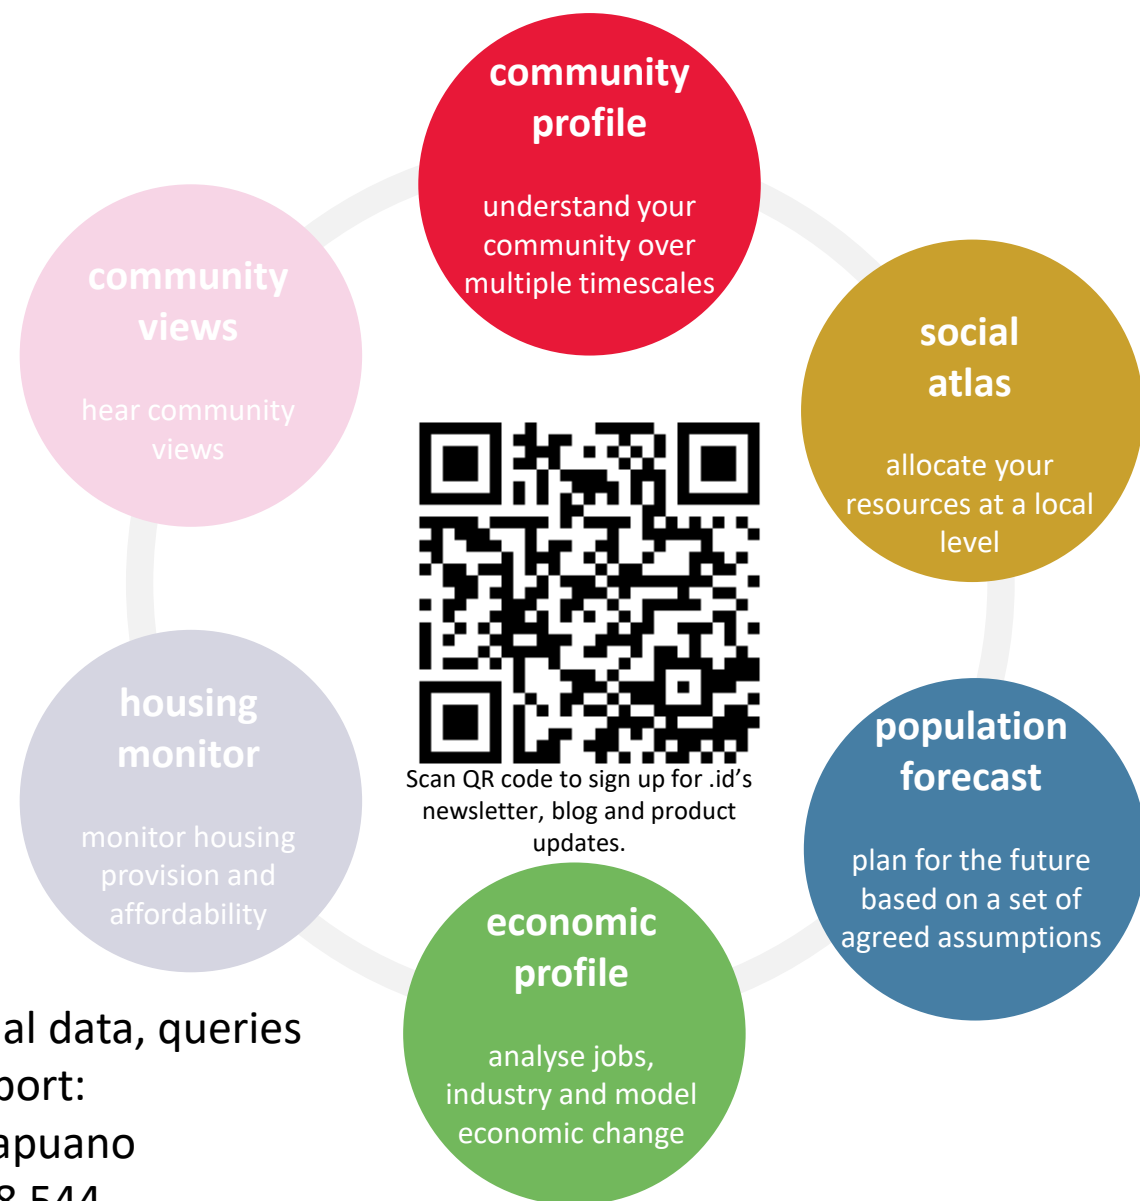 community
profile
understand your
community over
multiple timescales
social
atlas
allocate your
resources at a local
level
population
forecast
plan for the future
based on a set of
agreed assumptions
economic
profile
analyse jobs,
industry and model
economic change
housing
monitor
monitor housing
provision and
affordability
community
views
hear community
views
Scan QR code to sign up for .id's
newsletter, blog and product
updates.
al data, queries
port:
apuano
8 544